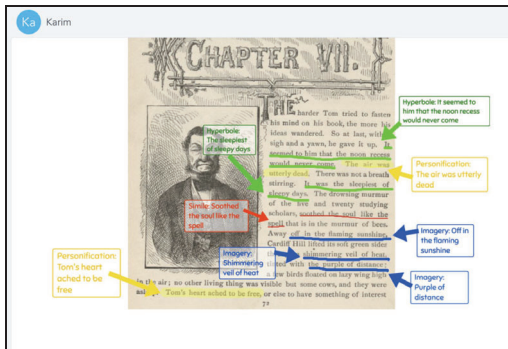 Ka Karim
CHAPTER VII.
THE harder Tom tried to fasten
his mind on his book, the more his
ideas wandered. So at last, with
sigh and a yawn, he gave it up. It
seemed to him that the noon recess
would never come. The air was
utterly dead. There was not a breath
stirring. It was the sleepiest of
sleepy days. The drowsing murmur
of the five and twenty studying
scholars, soothed the soul like the
spell that is in the murmur of bees.
Away off in the flaming sunshine,
Cardiff Hill lifted its soft green sides
shimmering veil of heat,
with the purple of distance;
few birds floated on lazy wing high
in the air; no other living thing was visible but some cows, and they were
Tom's heart ached to be free, or else to have something of interest
72
Hyperbole: It seemed to
him that the noon recess
would never come
Hyperbole:
The sleepiest
of sleepy days
Personification:
The air was
utterly dead
Simile: Soothed
the soul like the
spell
Imagery: Off in
the flaming
sunshine
Imagery:
Shimmering
veil of heat
Imagery:
Purple of
distance
Personification:
Tom's heart
ached to be
free